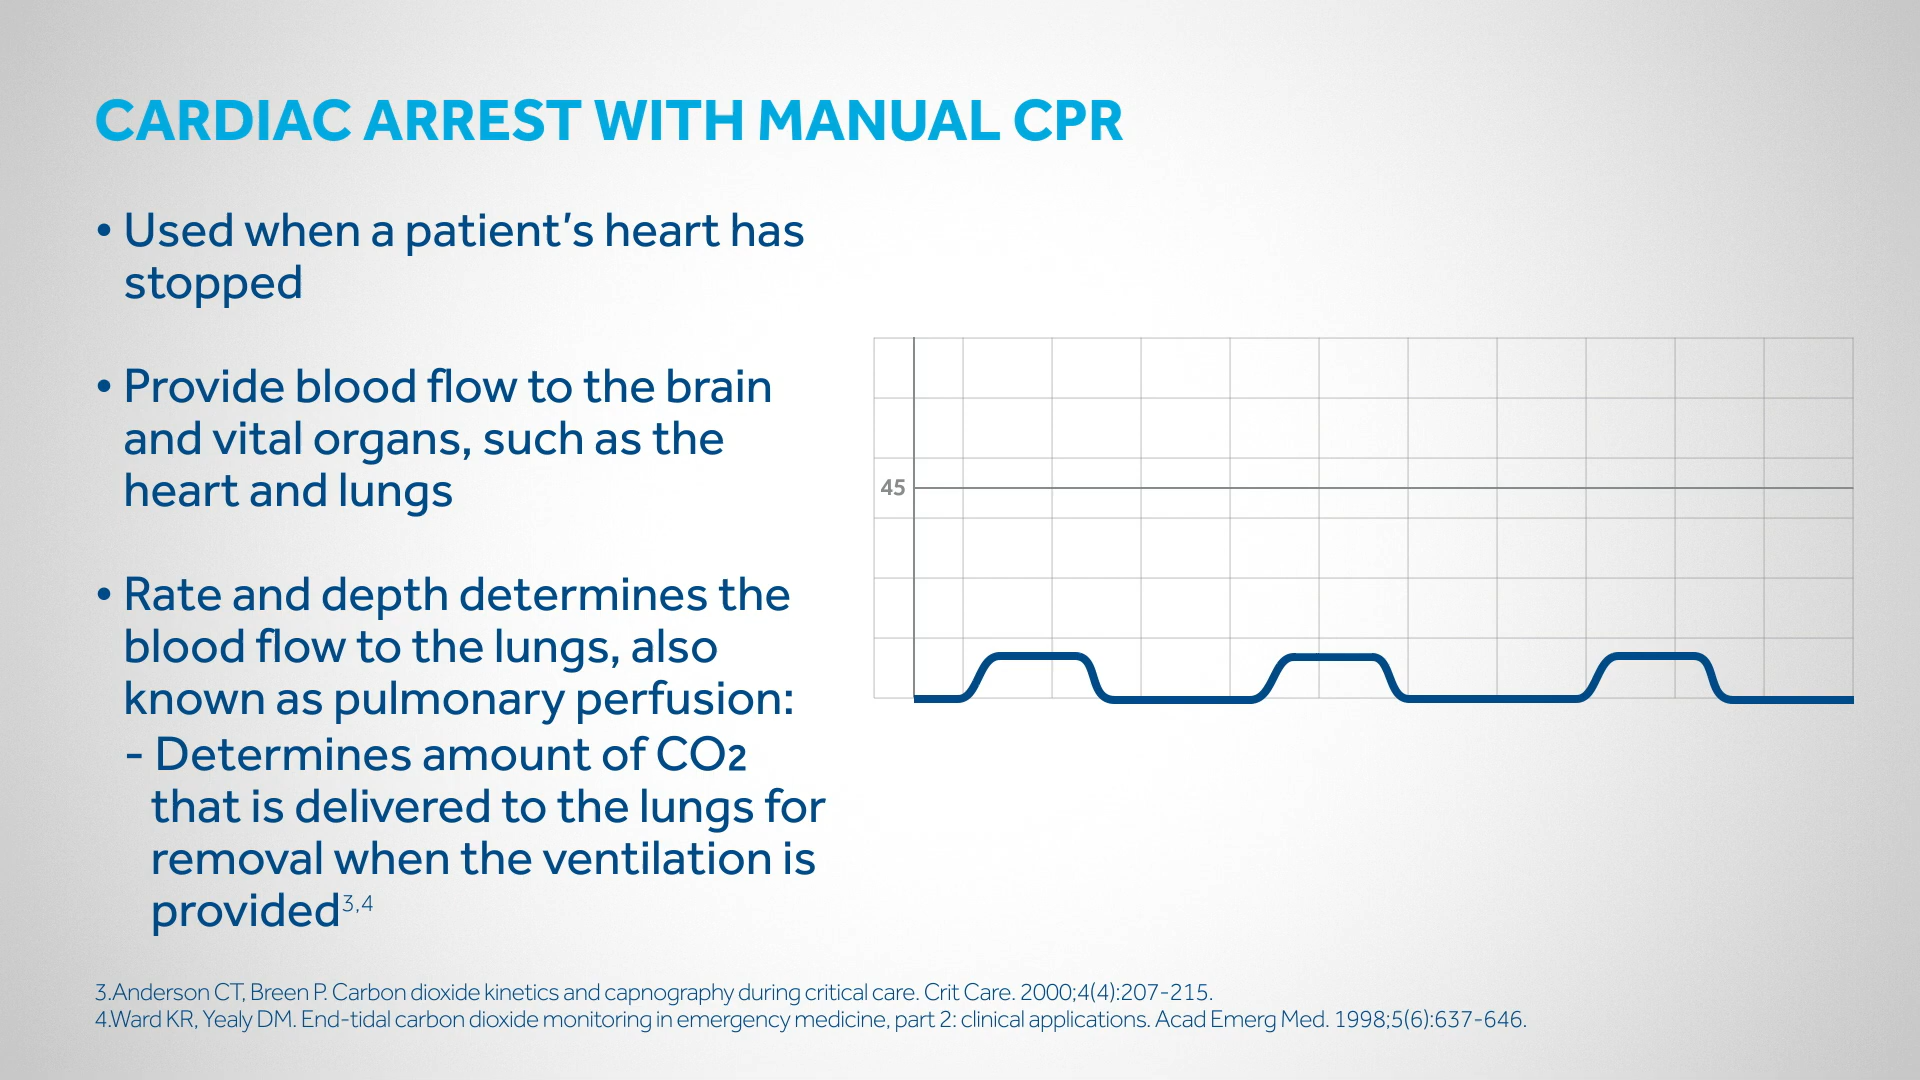 CARDIAC ARREST WITH MANUAL CPR
• Used when a patient's heart has
stopped
• Provide blood flow to the brain
and vital organs, such as the
heart and lungs
• Rate and depth determines the
blood flow to the lungs, also
known as pulmonary perfusion:
- Determines amount of CO2
that is delivered to the lungs for
removal when the ventilation is
provided3,4
45
3.Anderson CT, Breen P. Carbon dioxide kinetics and capnography during critical care. Crit Care. 2000;4(4):207-215.
4.Ward KR, Yealy DM. End-tidal carbon dioxide monitoring in emergency medicine, part 2: clinical applications. Acad Emerg Med. 1998;5(6):637-646.